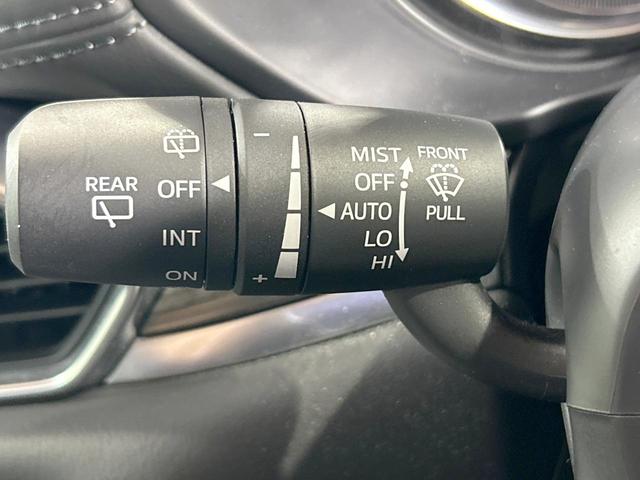 REAR
OFF
INT
ON
−
+
MIST
OFF
AUTO
LO
HI
FRONT
PULL